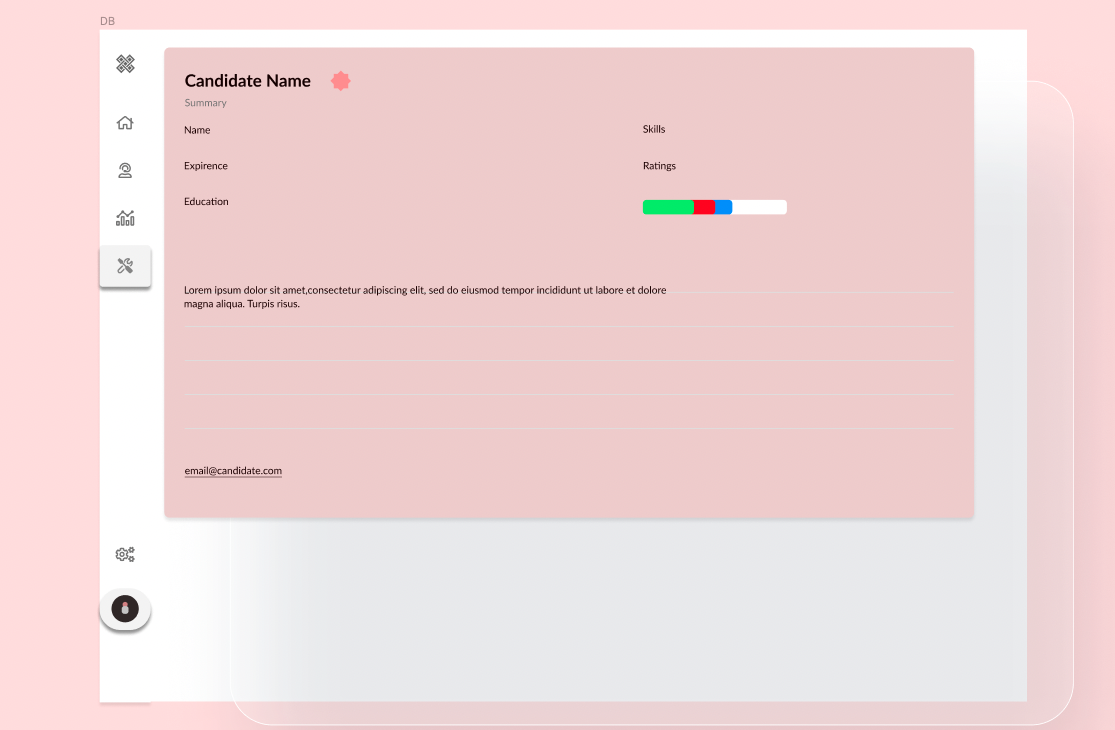 DB
Candidate Name
Summary
Name
Skills
Expirence
Ratings
Education
Lorem ipsum dolor sit amet,consectetur adipiscing elit, sed do eiusmod tempor incididunt ut labore et dolore
magna aliqua. Turpis risus.
email@candidate.com